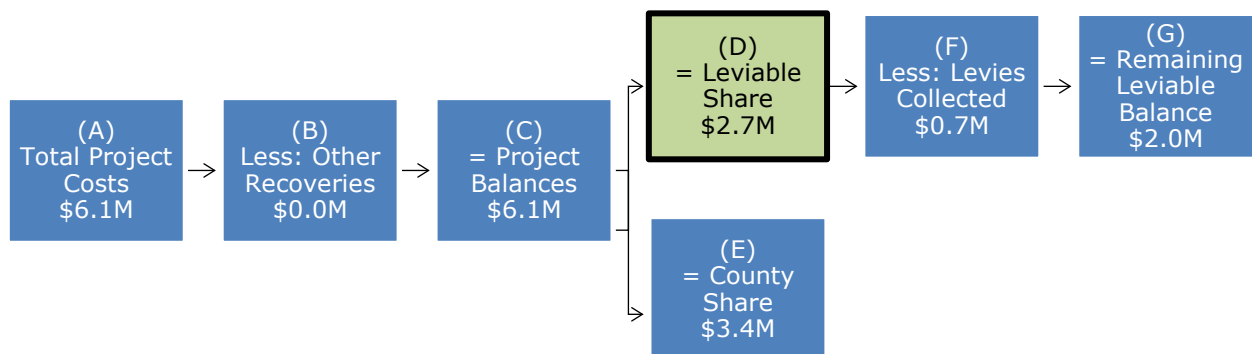 (A)
Total Project
Costs
$6.1M
(B)
Less: Other
Recoveries
$0.0M
(C)
= Project
Balances
$6.1M
(D)
= Leviable
Share
$2.7M
(E)
= County
Share
$3.4M
(F)
Less: Levies
Collected
$0.7M
(G)
= Remaining
Leviable
Balance
$2.0M